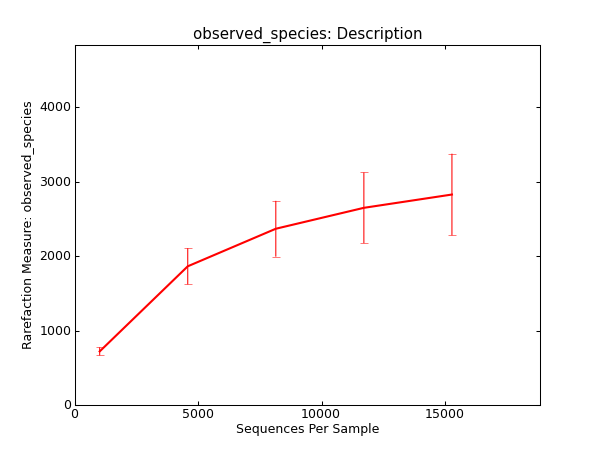 observed_species: Description
Rarefaction Measure: observed_species
4000
3000
2000
1000
0
0 5000 10000 15000
Sequences Per Sample